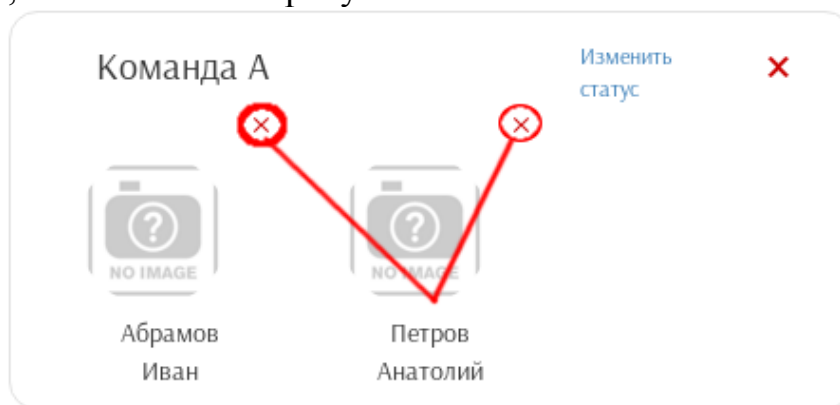 Команда А
Изменить
статус
NO IMAGE
NO IMAGE
Абрамов
Иван
Петров
Анатолий